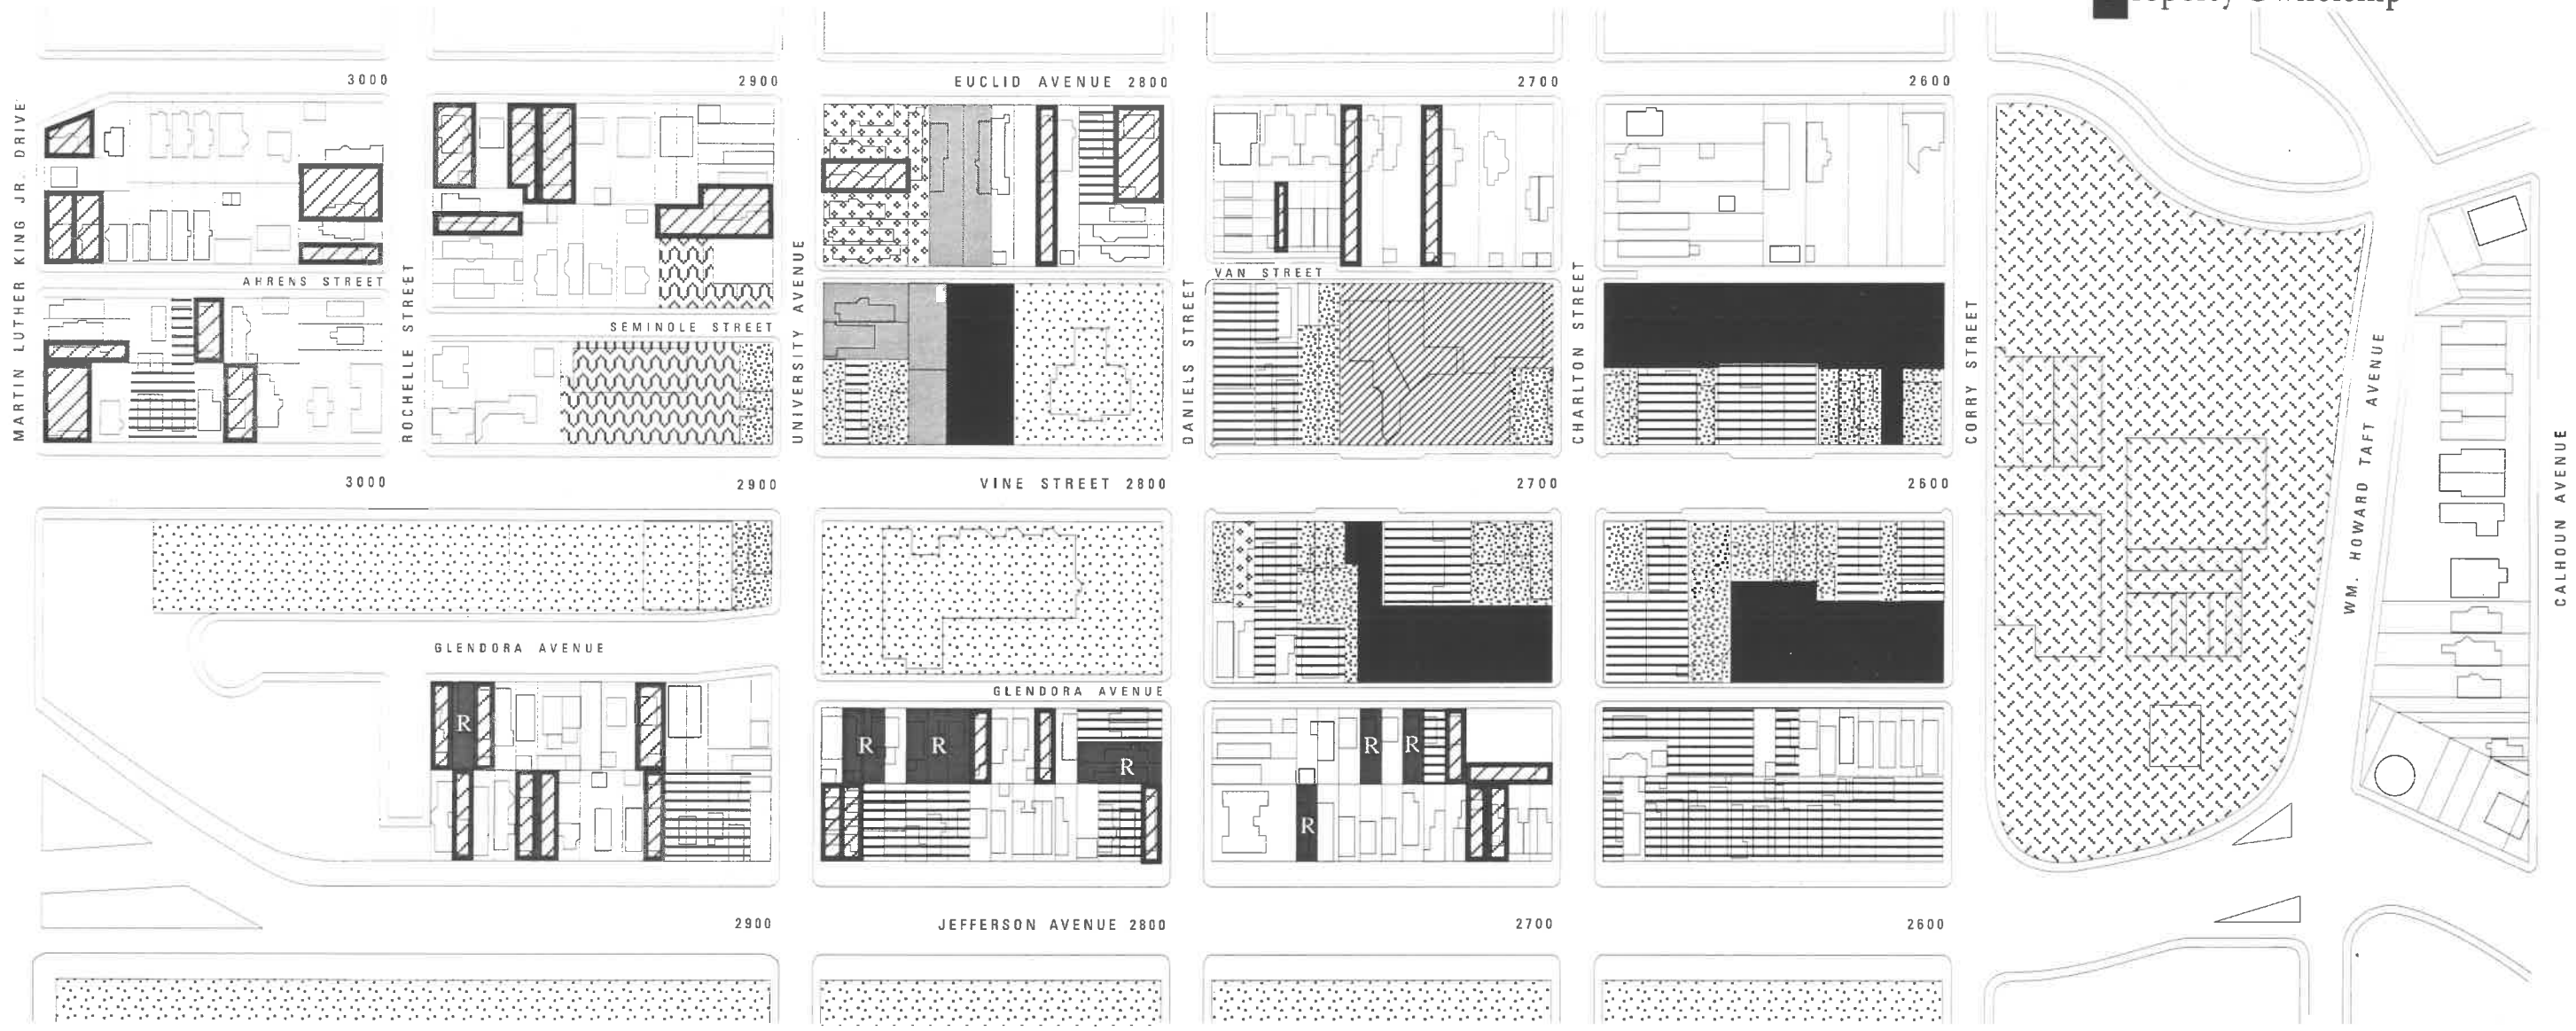 3000 2900 EUCLID AVENUE 2800 2700 2600
MARTIN LUTHER KING JR. DRIVE
AHRENS STREET
ROCHELLE STREET
SEMINOLE STREET
UNIVERSITY AVENUE
DANIELS STREET
VAN STREET
CHARLTON STREET
CORRY STREET
WM. HOWARD TAFT AVENUE
CALHOUN AVENUE
3000 2900 VINE STREET 2800 2700 2600
GLENDORA AVENUE
GLENDORA AVENUE
R
R
R
R
R
R
R
2900 JEFFERSON AVENUE 2800 2700 2600